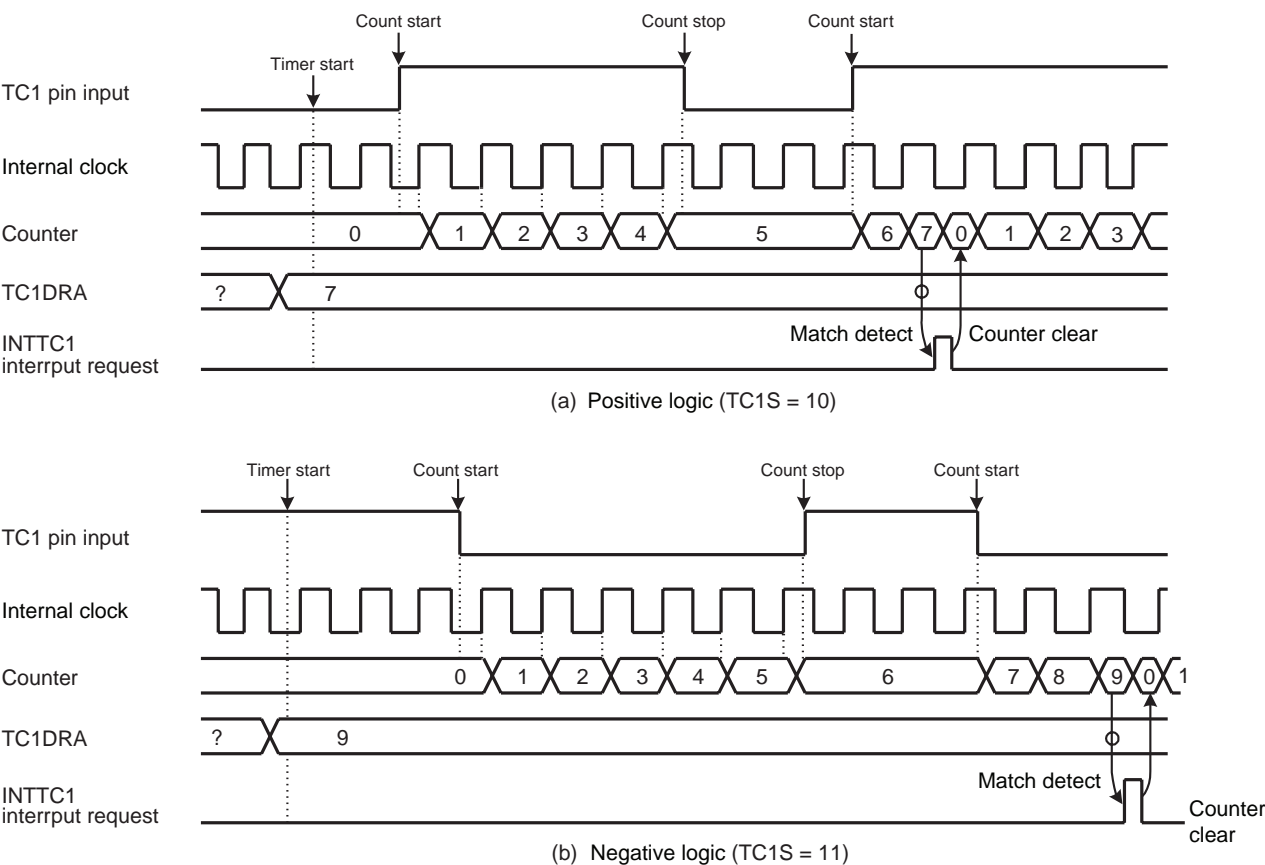 Count start
Count stop
Count start
Timer start
TC1 pin input
Internal clock
Counter
0 1 2 3 4 5 6 7 0 1 2 3
TC1DRA
? 7
INTTC1
interrput request
Match detect
Counter clear
(a) Positive logic (TC1S = 10)
Timer start
Count start
Count stop
Count start
TC1 pin input
Internal clock
Counter
0 1 2 3 4 5 6 7 8 9 0 1
TC1DRA
? 9
INTTC1
interrput request
Match detect
Counter
clear
(b) Negative logic (TC1S = 11)